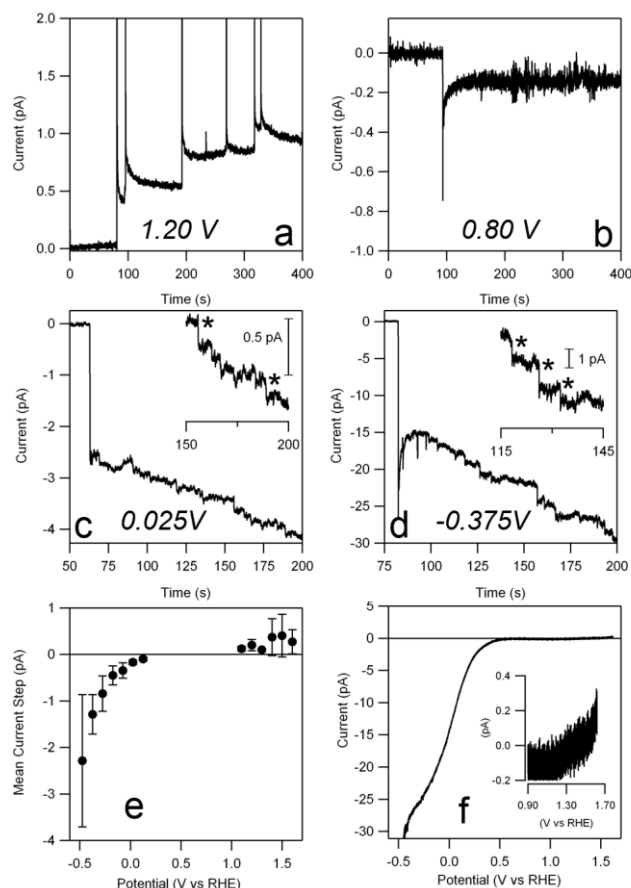 2.0
1.5
1.0
0.5
0.0
Current (pA)
0 100 200 300 400
Time (s)
1.20 V
a
0.0
-0.2
-0.4
-0.6
-0.8
-1.0
Current (pA)
0 100 200 300 400
Time (s)
0.80 V
b
0
-1
-2
-3
-4
Current (pA)
50 75 100 125 150 175 200
Time (s)
* *
0.5 pA
150 200
c
0.025V
0
-5
-10
-15
-20
-25
-30
Current (pA)
75 100 125 150 175 200
Time (s)
* * *
1 pA
115 145
d
-0.375V
1
0
-1
-2
-3
-4
Mean Current Step (pA)
-0.5 0.0 0.5 1.0 1.5
Potential (V vs RHE)
e
5
0
-5
-10
-15
-20
-25
-30
Current (pA)
-0.5 0.0 0.5 1.0 1.5
Potential (V vs RHE)
0.4
0.2
0.0
-0.2
(pA)
0.90 1.30 1.70
(V vs RHE)
f